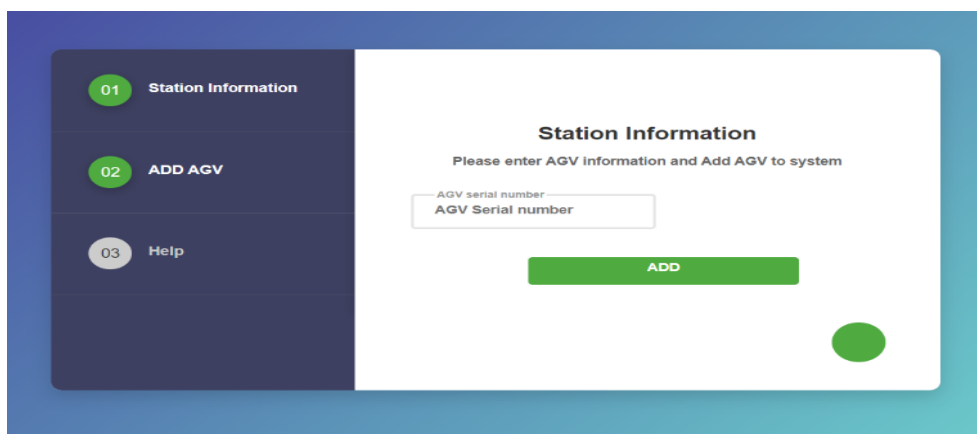 01 Station Information
02 ADD AGV
03 Help
Station Information
Please enter AGV information and Add AGV to system
AGV serial number
AGV Serial number
ADD